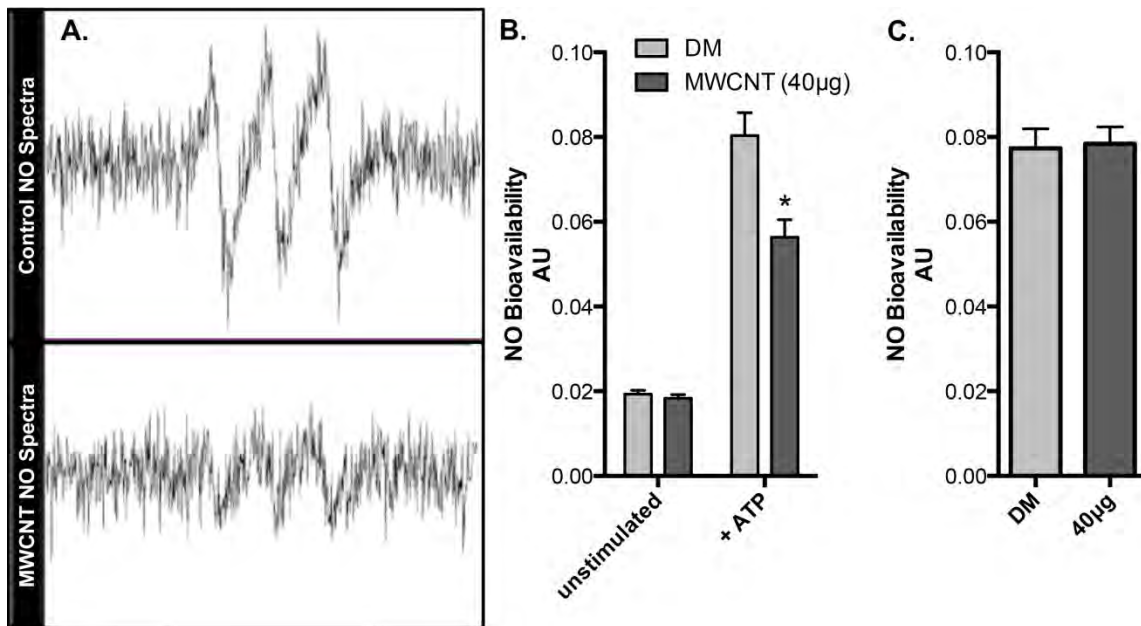 A.
Control NO Spectra
MWCNT NO Spectra
B.
DM
MWCNT (40µg)
NO Bioavailability
AU
0.10
0.08
0.06
0.04
0.02
0.00
*
unstimulated
+ ATP
C.
NO Bioavailability
AU
0.10
0.08
0.06
0.04
0.02
0.00
DM
40µg